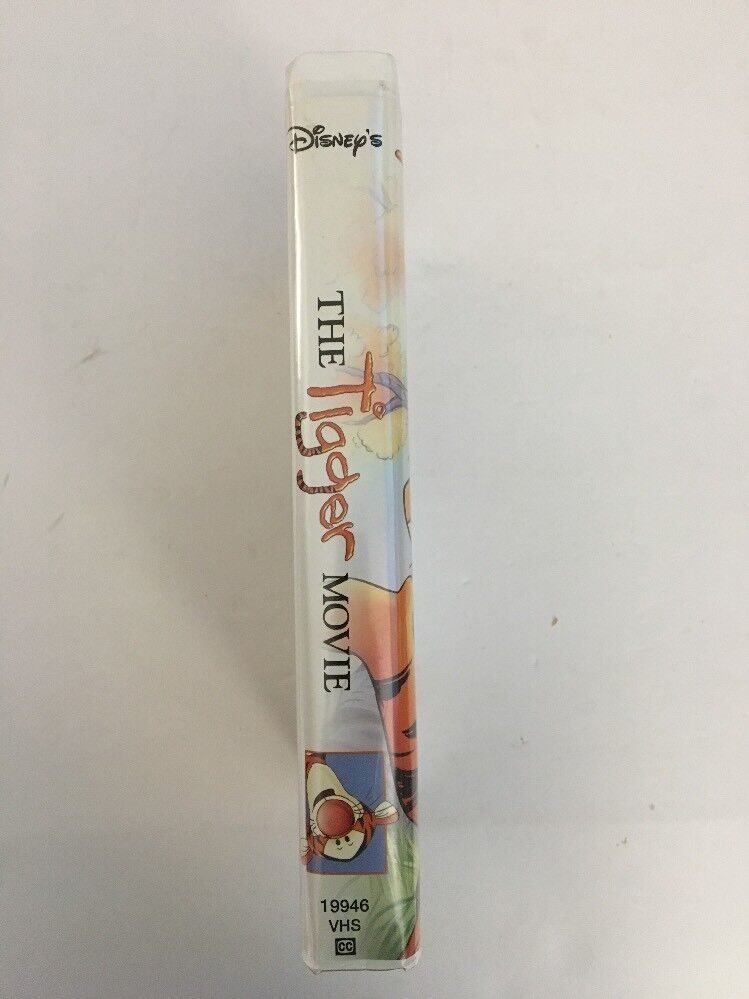 Disney's
THE Tigger MOVIE
19946
VHS
CC